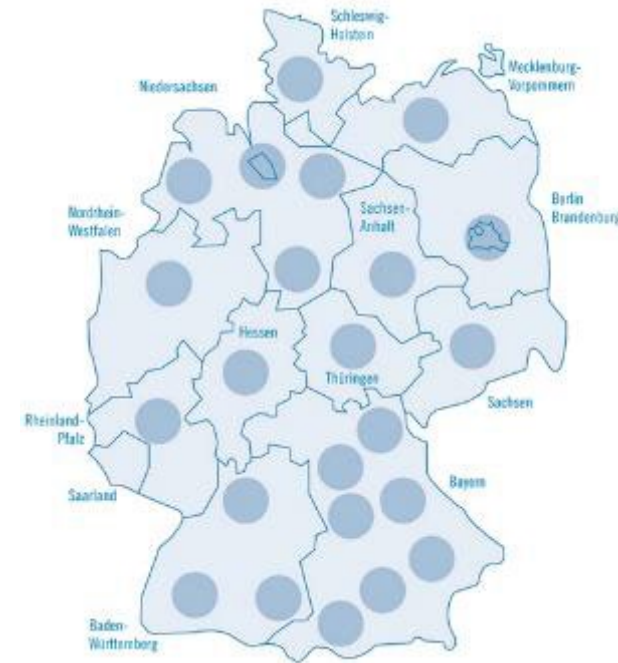 Schleswig-
Holstein
Mecklenburg-
Vorpommern
Niedersachsen
Berlin
Brandenburg
Nordrhein-
Westfalen
Sachsen-
Anhalt
Hessen
Thüringen
Sachsen
Rheinland-
Pfalz
Saarland
Bayern
Baden-
Württemberg